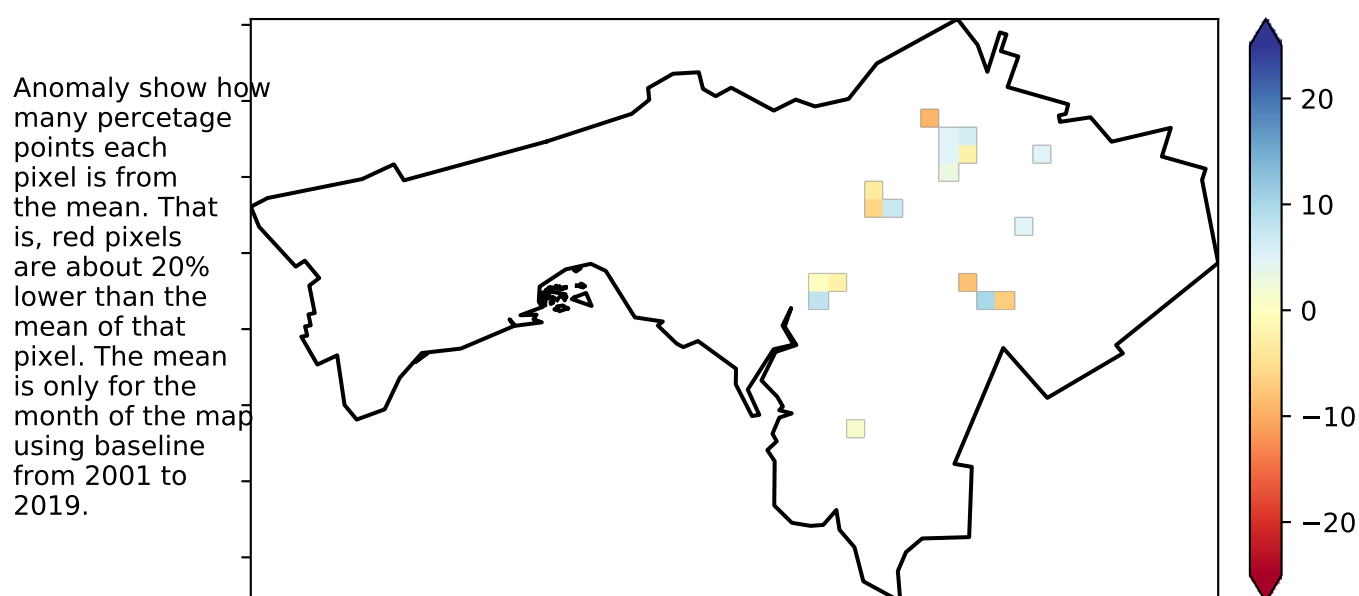 Anomaly show how
many percetage
points each
pixel is from
the mean. That
is, red pixels
are about 20%
lower than the
mean of that
pixel. The mean
is only for the
month of the map
using baseline
from 2001 to
2019.
20
10
0
−10
−20